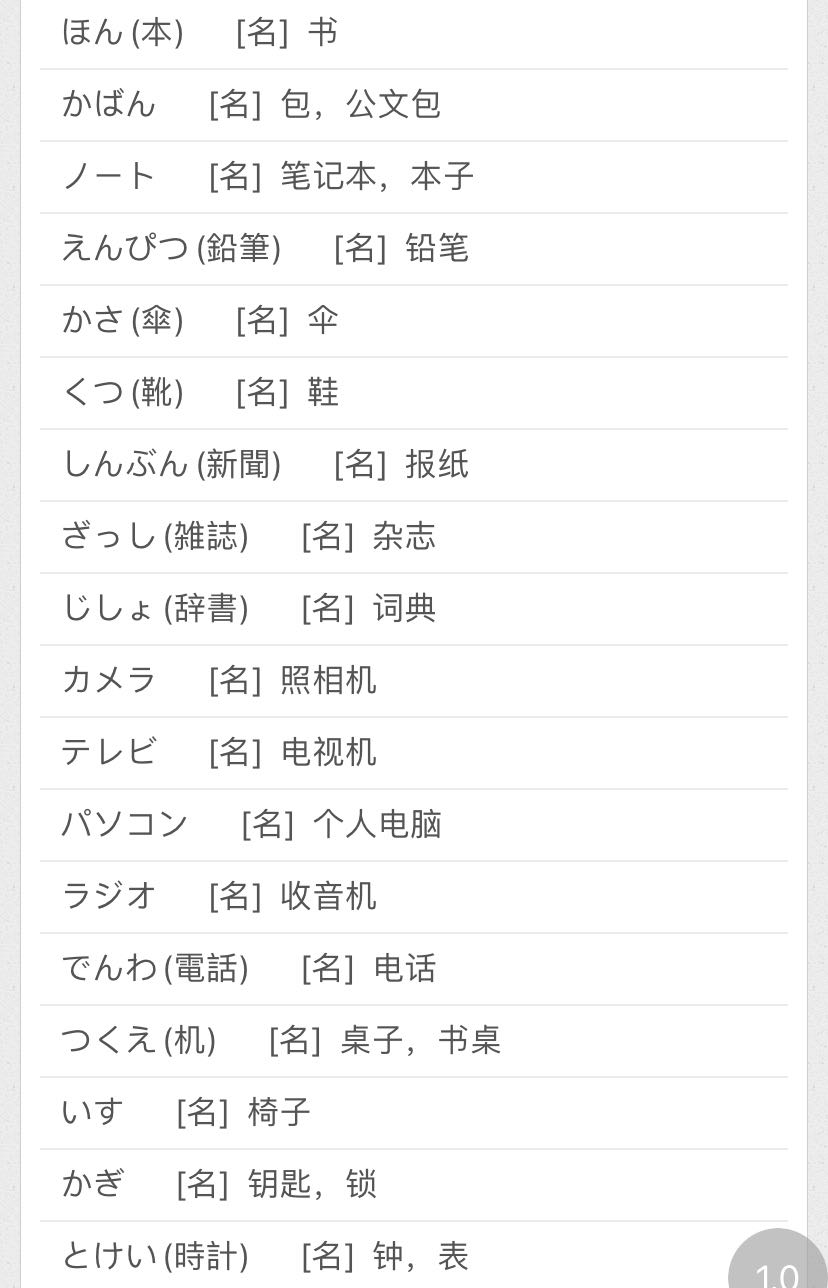 ほん(本) [名] 书
かばん [名] 包，公文包
ノート [名] 笔记本，本子
えんぴつ(鉛筆) [名] 铅笔
かさ(傘) [名] 伞
くつ(靴) [名] 鞋
しんぶん(新聞) [名] 报纸
ざっし(雑誌) [名] 杂志
じしょ(辞書) [名] 词典
カメラ [名] 照相机
テレビ [名] 电视机
パソコン [名] 个人电脑
ラジオ [名] 收音机
でんわ(電話) [名] 电话
つくえ(机) [名] 桌子，书桌
いす [名] 椅子
かぎ [名] 钥匙，锁
とけい(時計) [名] 钟，表
1.0